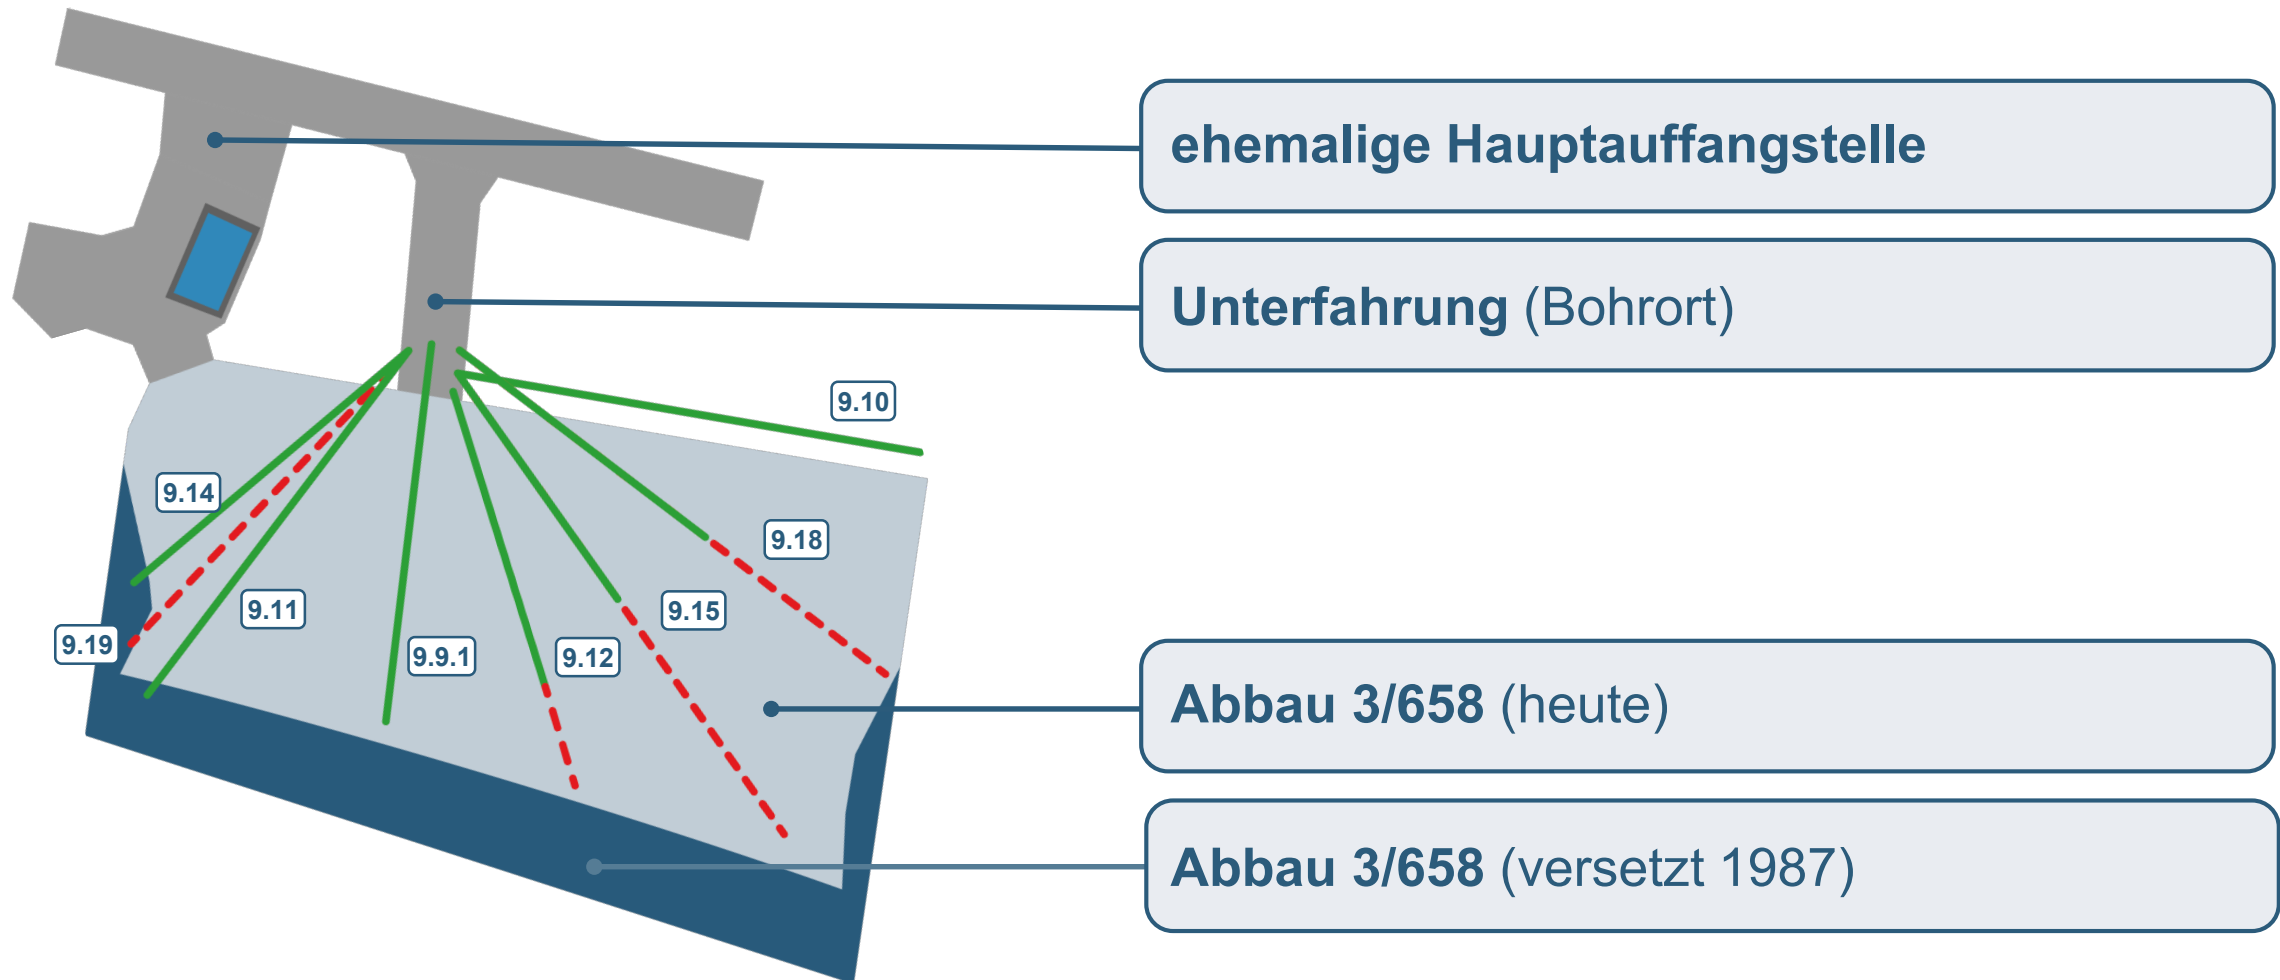 ehemalige Hauptauffangstelle
Unterfahrung (Bohrort)
9.10
9.14
9.18
9.11
9.15
9.19
9.9.1
9.12
Abbau 3/658 (heute)
Abbau 3/658 (versetzt 1987)